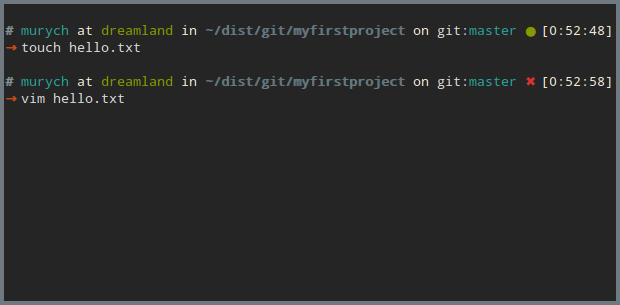 # murych at dreamland in ~/dist/git/myfirstproject on git:master ● [0:52:48]
→ touch hello.txt
# murych at dreamland in ~/dist/git/myfirstproject on git:master ✖ [0:52:58]
→ vim hello.txt